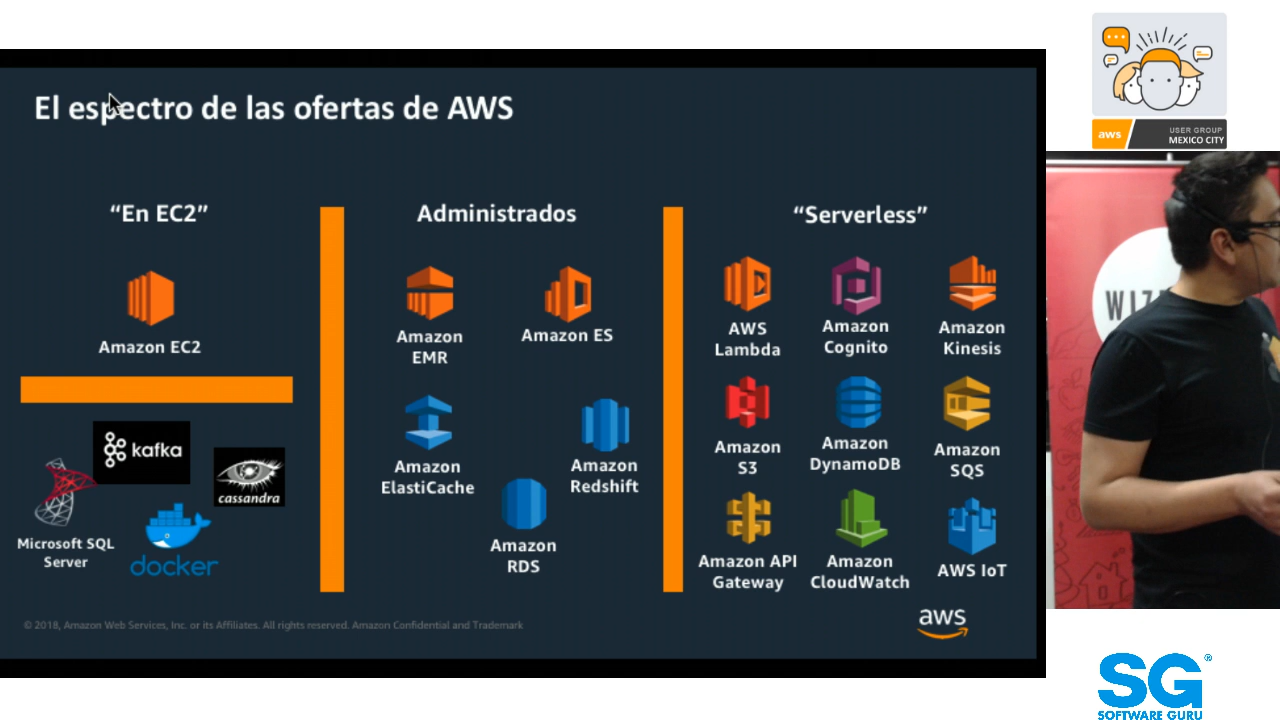 El espectro de las ofertas de AWS
“En EC2”
Amazon EC2
kafka
cassandra
Microsoft SQL
Server
docker
Administrados
Amazon
EMR
Amazon ES
Amazon
ElastiCache
Amazon
Redshift
Amazon
RDS
“Serverless”
AWS
Lambda
Amazon
Cognito
Amazon
Kinesis
Amazon
S3
Amazon
DynamoDB
Amazon
SQS
Amazon API
Gateway
Amazon
CloudWatch
AWS IoT
© 2018, Amazon Web Services, Inc. or its Affiliates. All rights reserved. Amazon Confidential and Trademark
aws
aws
USER GROUP
MEXICO CITY
SG®
SOFTWARE GURU